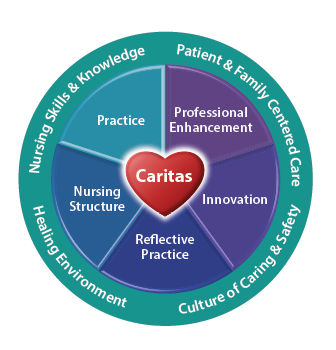 Nursing Skills & Knowledge
Patient & Family Centered Care
Practice
Professional
Enhancement
Caritas
Nursing
Structure
Innovation
Reflective
Practice
Healing Environment
Culture of Caring & Safety